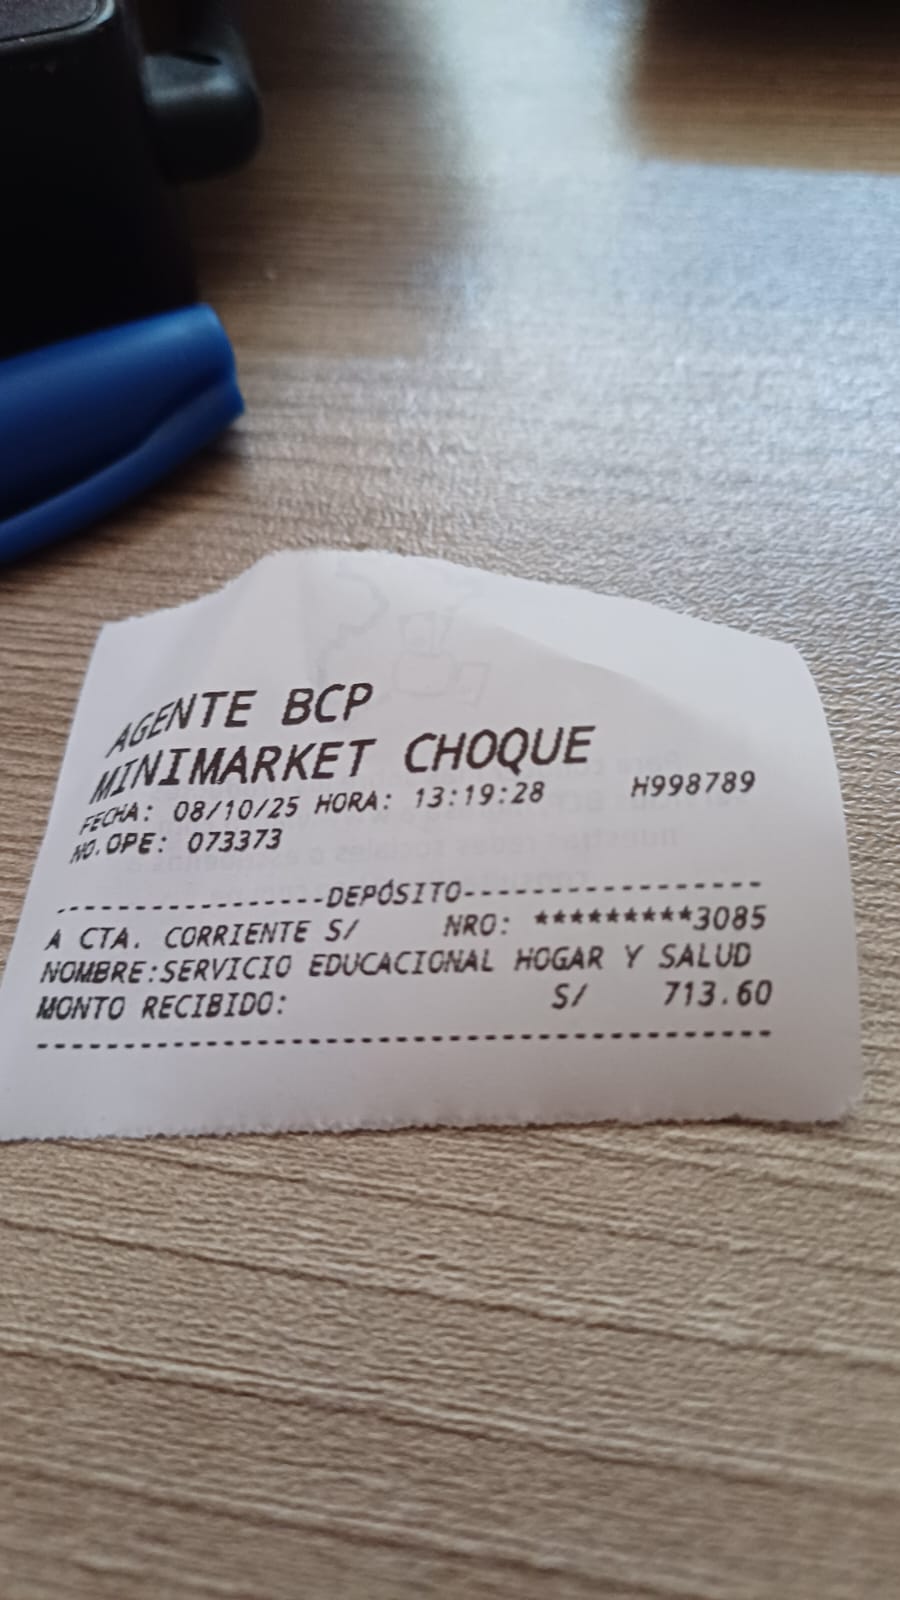 AGENTE BCP
MINIMARKET CHOQUE
FECHA: 08/10/25 HORA: 13:19:28 H998789
NO.OPE: 073373
------------------DEPÓSITO------------------
A CTA. CORRIENTE S/ NRO: *********3085
NOMBRE:SERVICIO EDUCACIONAL HOGAR Y SALUD
MONTO RECIBIDO: S/ 713.60
--------------------------------------------